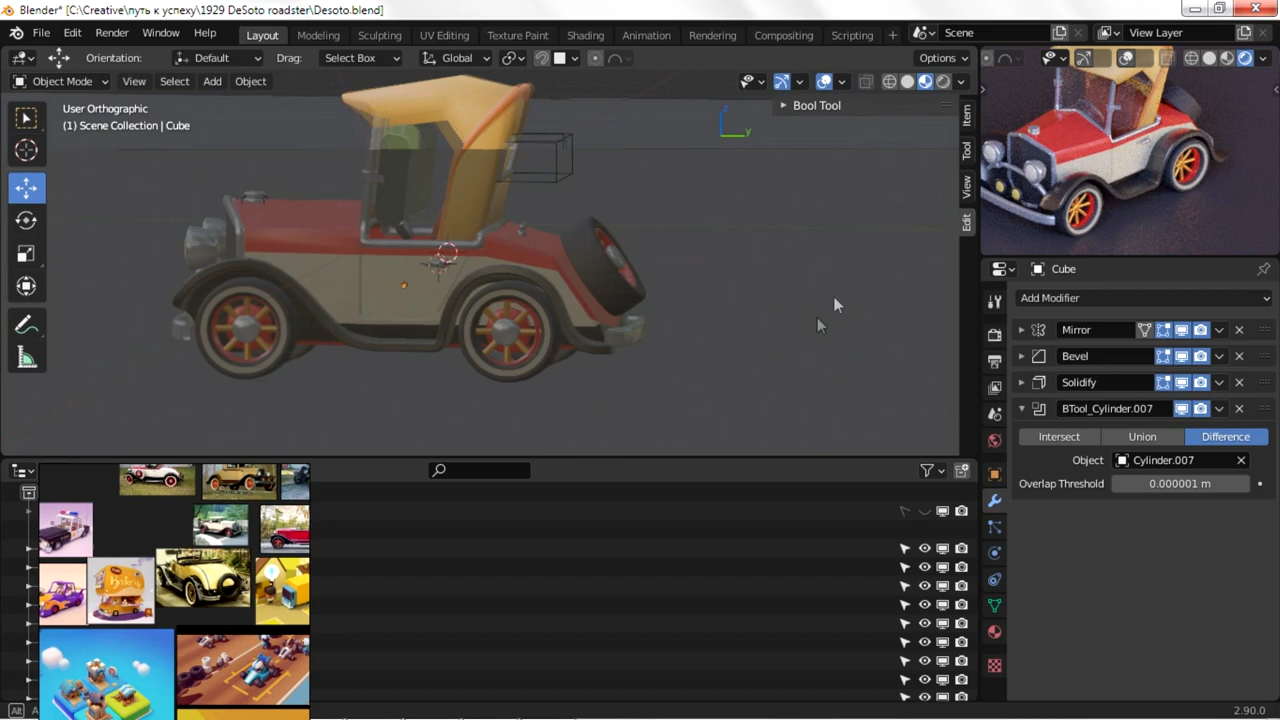 Blender* [C:\Creative\путь к успеху\1929 DeSoto roadster\Desoto.blend]
File Edit Render Window Help Layout Modeling Sculpting UV Editing Texture Paint Shading Animation Rendering Compositing Scripting + Scene View Layer
Orientation: Default Drag: Select Box Global Options
Object Mode View Select Add Object
User Orthographic
(1) Scene Collection | Cube
Bool Tool
z
y
Item
Tool
View
Edit
Cube
Add Modifier
Mirror
Bevel
Solidify
BTool_Cylinder.007
Intersect Union Difference
Object Cylinder.007
Overlap Threshold 0.000001 m
Alt
2.90.0